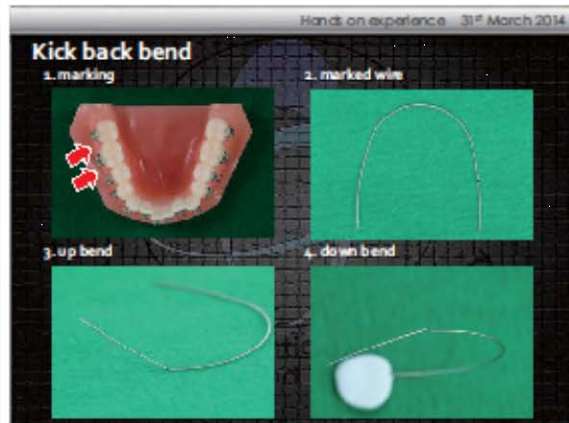 Hands on experience 31st March 2014
Kick back bend
1. marking
2. marked wire
3. up bend
4. down bend